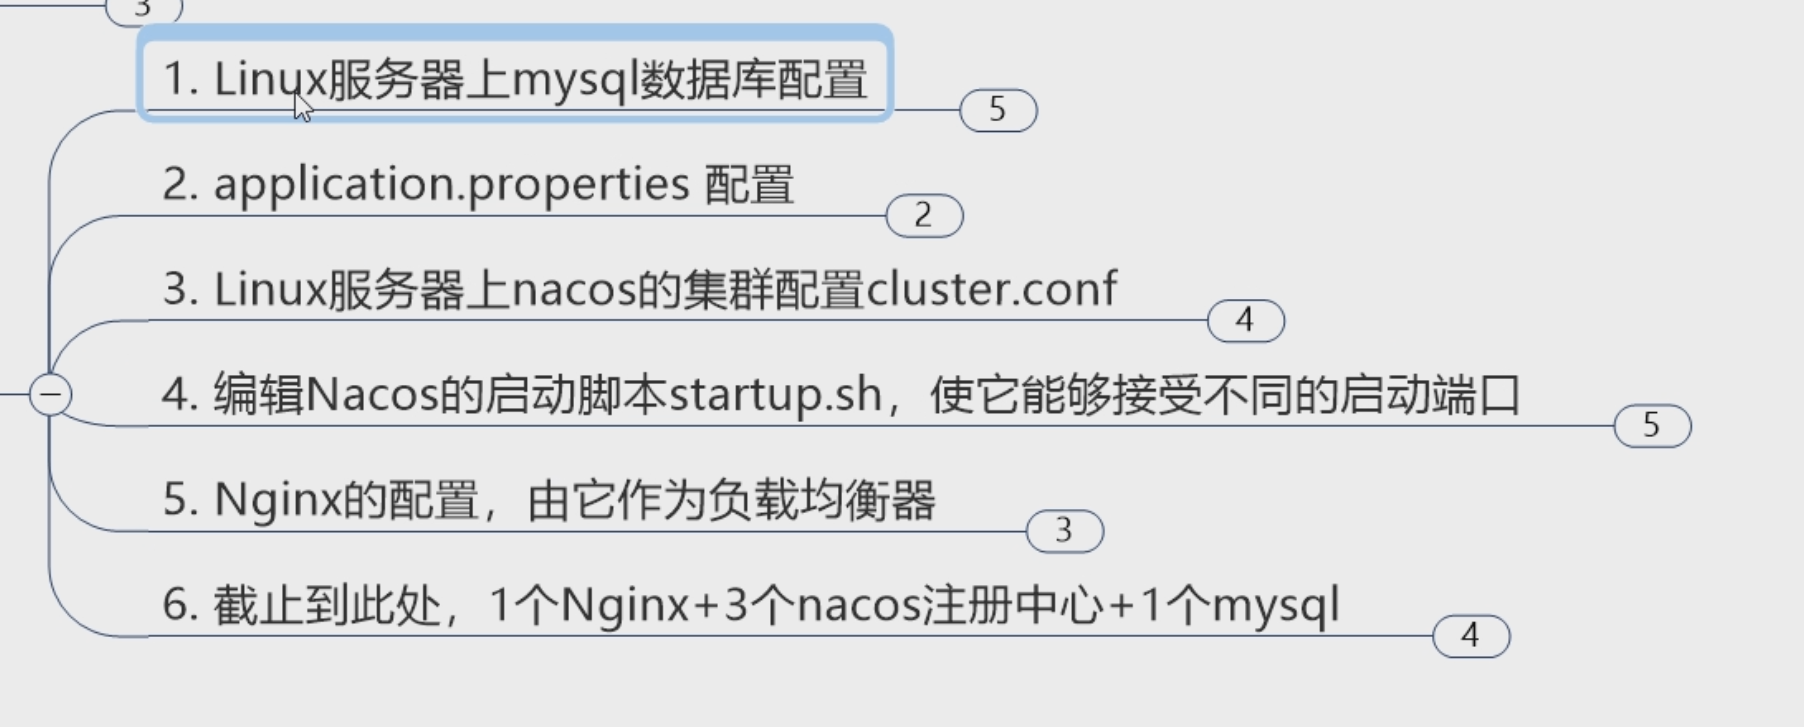 3
1. Linux服务器上mysql数据库配置
5
2. application.properties 配置
2
3. Linux服务器上nacos的集群配置cluster.conf
4
4. 编辑Nacos的启动脚本startup.sh，使它能够接受不同的启动端口
5
5. Nginx的配置，由它作为负载均衡器
3
6. 截止到此处，1个Nginx+3个nacos注册中心+1个mysql
4